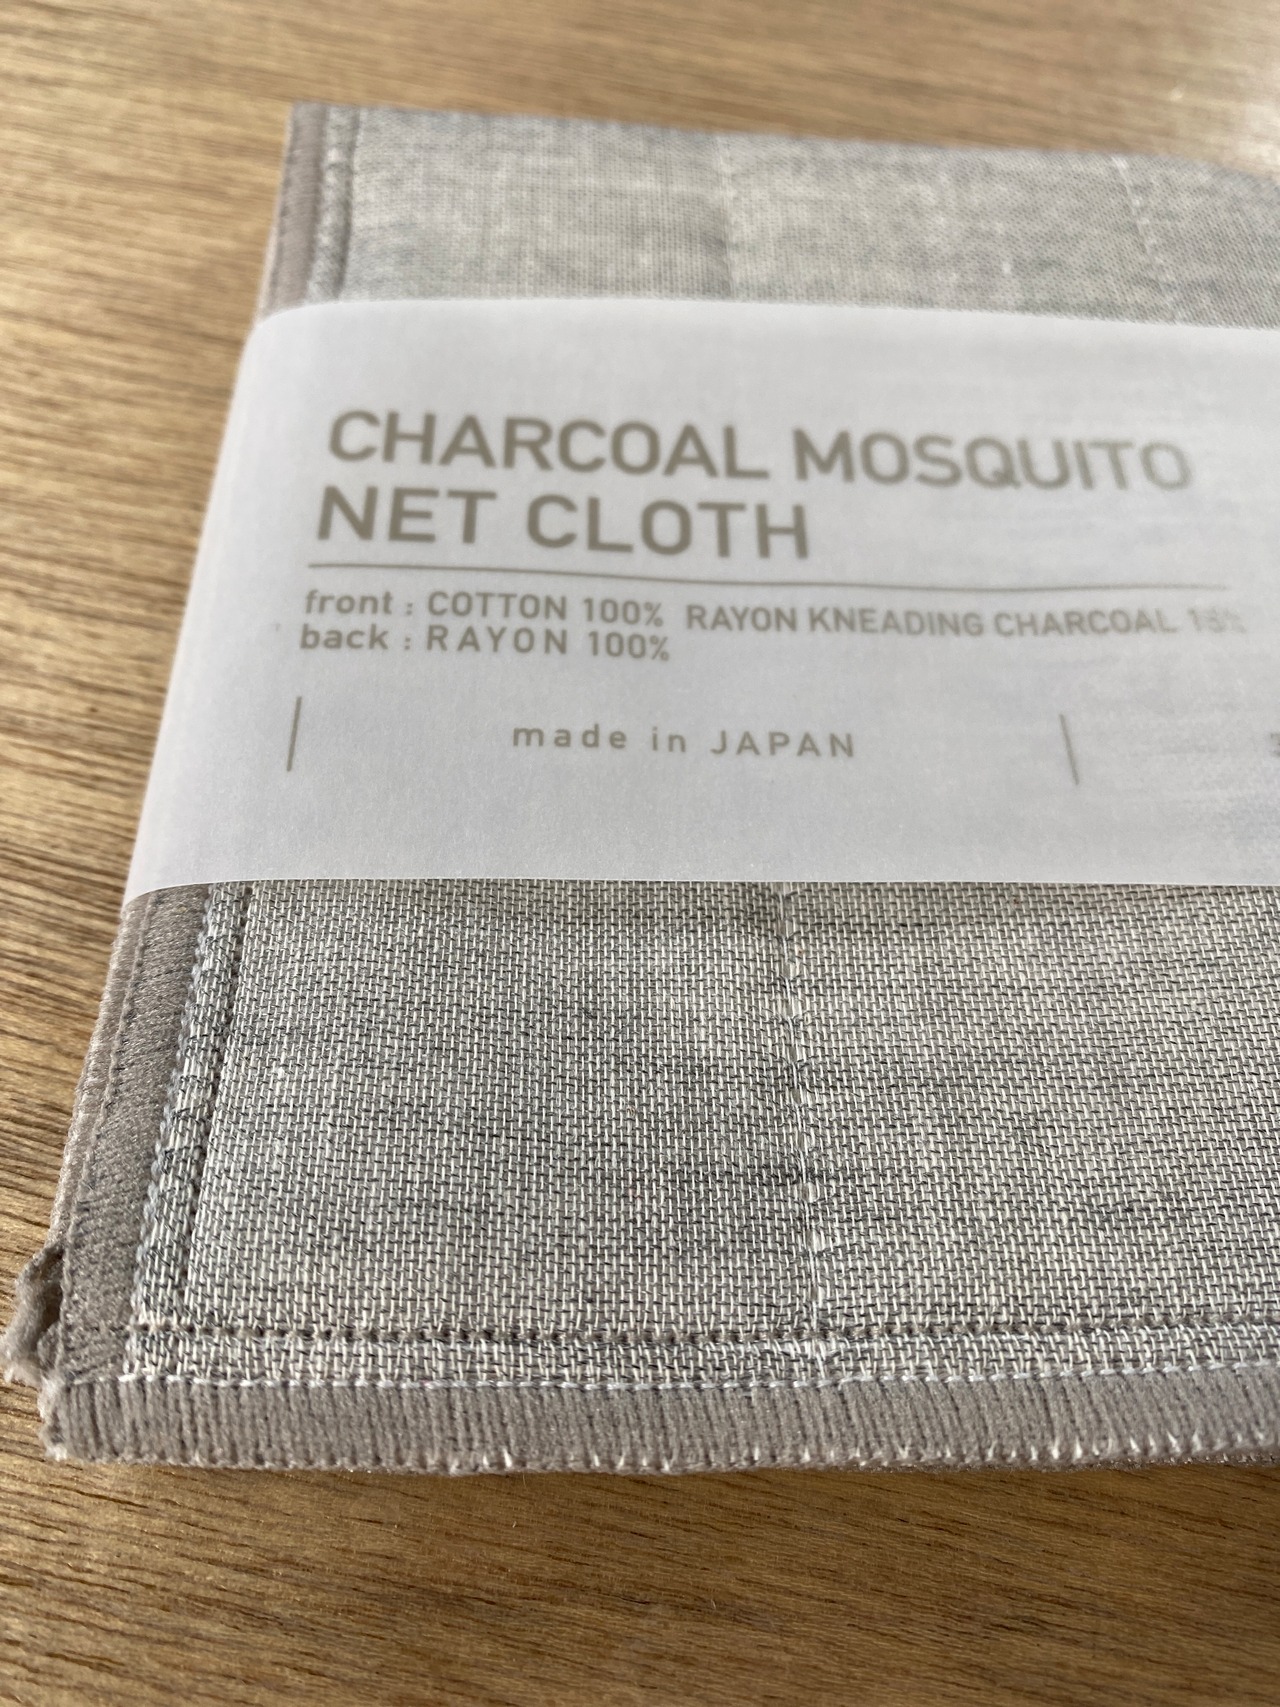 CHARCOAL MOSQUITO
NET CLOTH
front : COTTON 100% RAYON KNEADING CHARCOAL
back : RAYON 100%
made in JAPAN